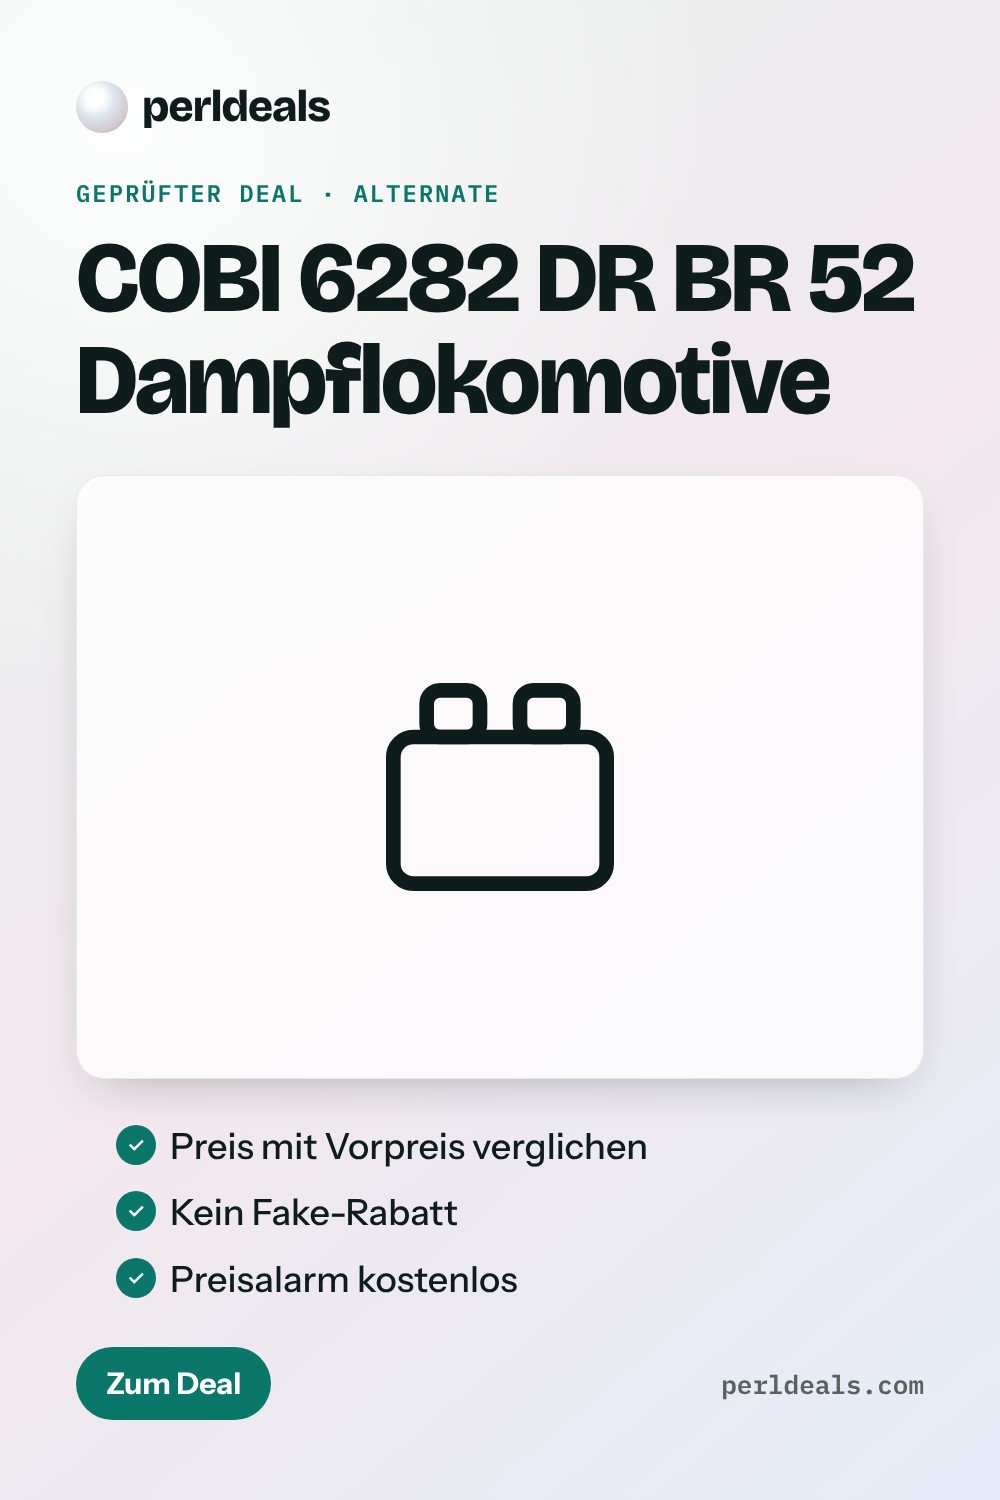 perldeals
GEPRÜFTER DEAL · ALTERNATE
COBI 6282 DR BR 52
Dampflokomotive
Preis mit Vorpreis verglichen
Kein Fake-Rabatt
Preisalarm kostenlos
Zum Deal
perldeals.com